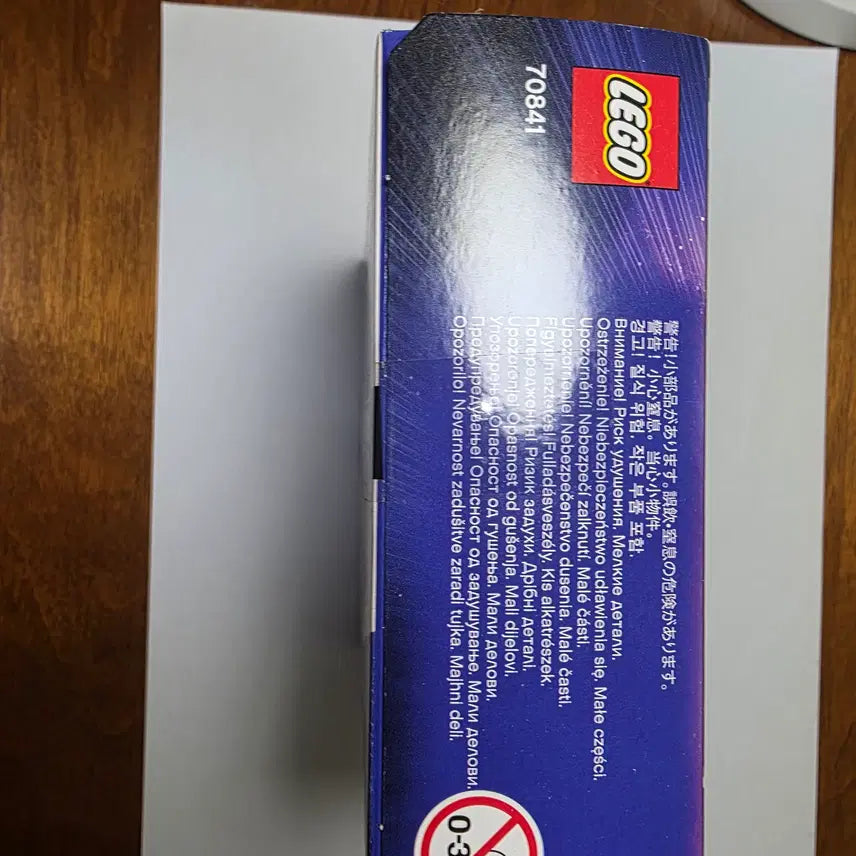 LEGO
70841
警告!小部品があります。誤飲・窒息の危険があります。
警告! 小心窒息。当心小物件。
경고! 질식 위험. 작은 부품 포함.
Внимание! Риск удушения. Мелкие детали.
Ostrzeżenie! Niebezpieczeństwo udławienia się. Małe części.
Upozornění! Nebezpečí zalknutí. Malé části.
Upozornenie! Nebezpečenstvo dusenia. Malé časti.
Figyelmeztetés! Fulladásveszély. Kis alkatrészek.
Попередження! Ризик задухи. Дрібні деталі.
Upozorenje! Opasnost od gušenja. Mali dijelovi.
Упозорење! Опасност од гушења. Мали делови.
Предупредување! Опасност од задушување. Мали делови.
Opozorilo! Nevarnost zadušitve zaradi tujka. Majhni deli.
0-3